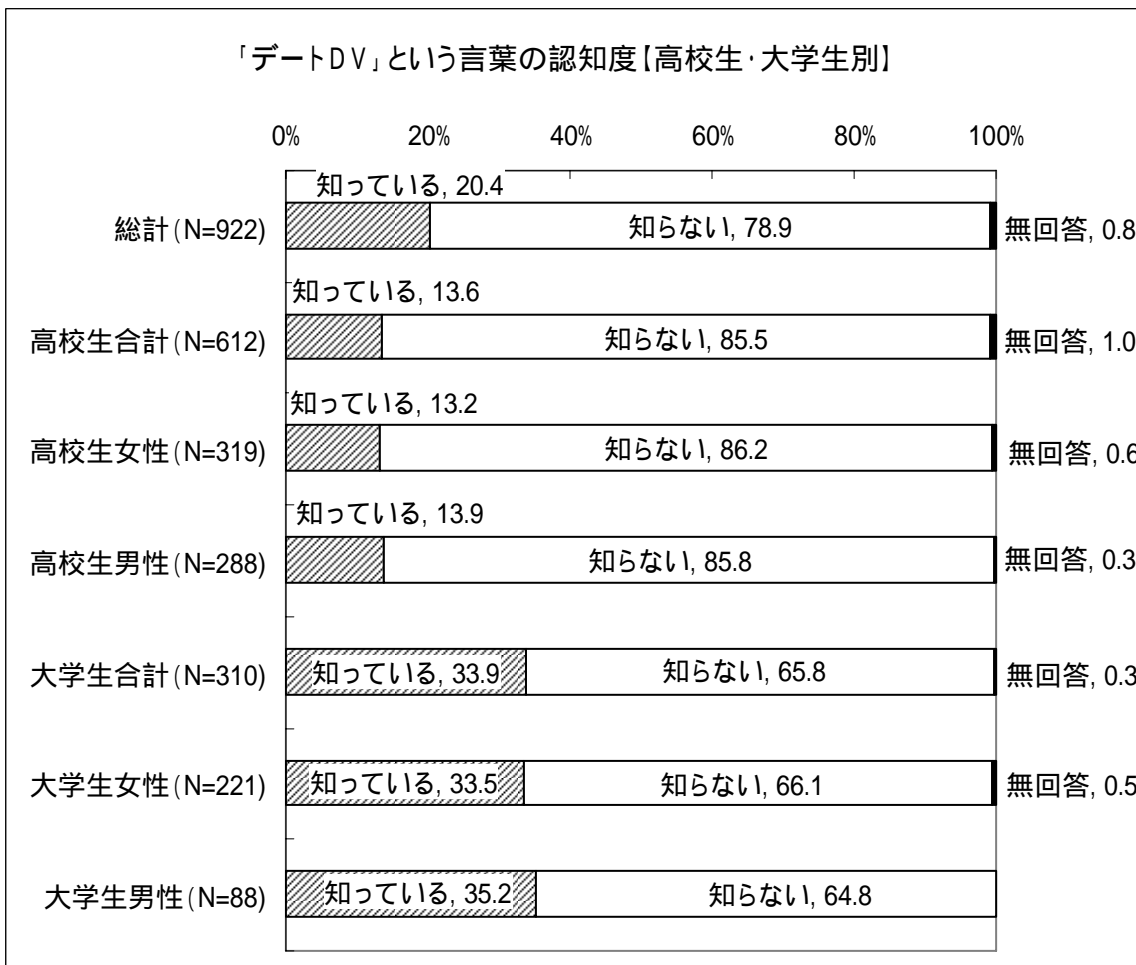 「デートDV」という言葉の認知度【高校生・大学生別】
0% 20% 40% 60% 80% 100%
知っている, 20.4
総計(N=922) 知らない, 78.9 無回答, 0.8
知っている, 13.6
高校生合計(N=612) 知らない, 85.5 無回答, 1.0
知っている, 13.2
高校生女性(N=319) 知らない, 86.2 無回答, 0.6
知っている, 13.9
高校生男性(N=288) 知らない, 85.8 無回答, 0.3
大学生合計(N=310) 知っている, 33.9 知らない, 65.8 無回答, 0.3
大学生女性(N=221) 知っている, 33.5 知らない, 66.1 無回答, 0.5
大学生男性(N=88) 知っている, 35.2 知らない, 64.8